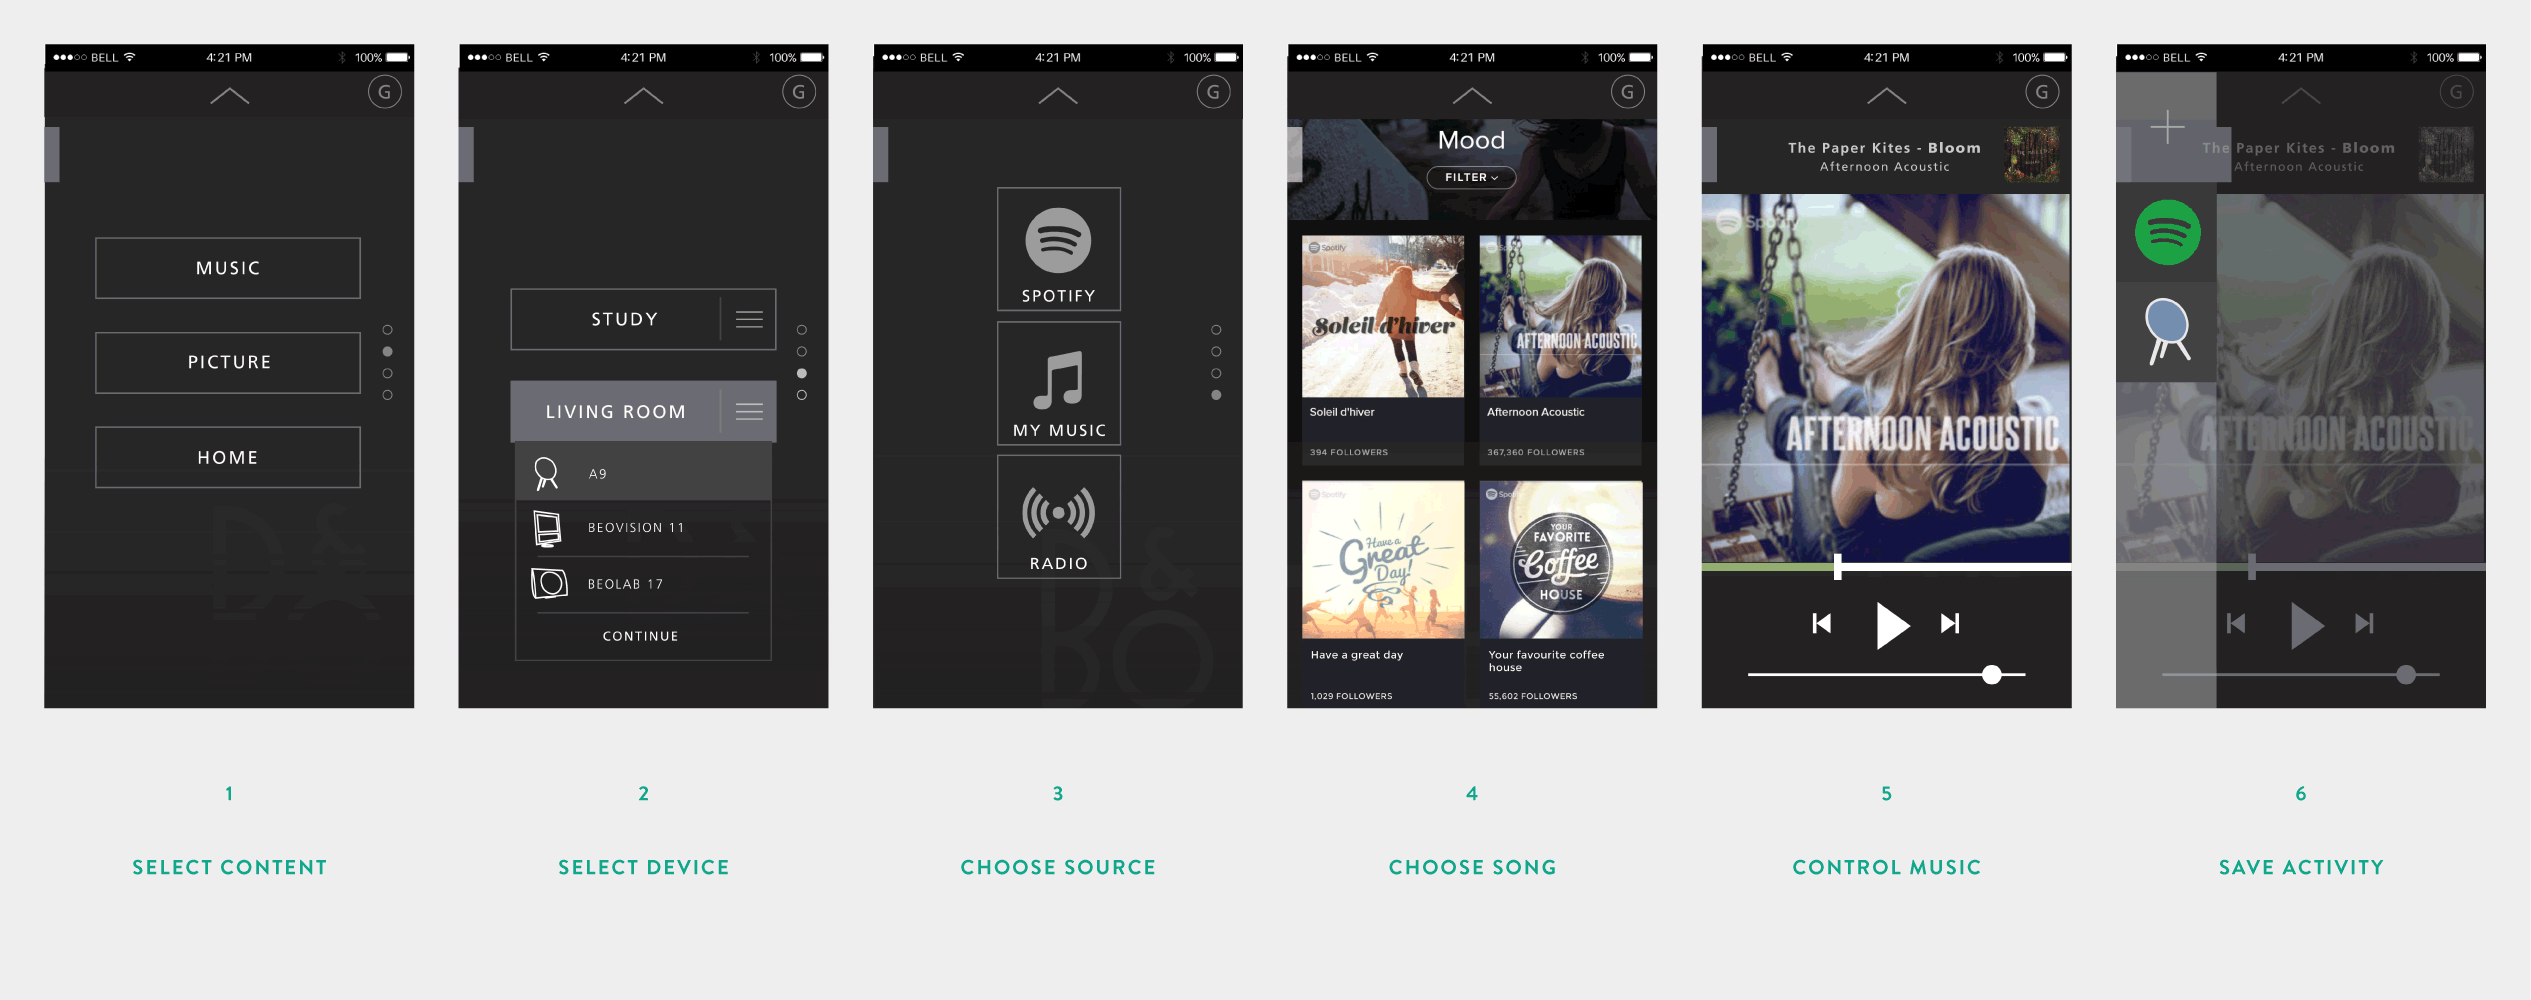 BELL 4:21 PM 100%
G
MUSIC
PICTURE
HOME
1
SELECT CONTENT
BELL 4:21 PM 100%
G
STUDY
LIVING ROOM
A9
BEOVISION 11
BEOLAB 17
CONTINUE
2
SELECT DEVICE
BELL 4:21 PM 100%
G
SPOTIFY
MY MUSIC
RADIO
B&O
3
CHOOSE SOURCE
BELL 4:21 PM 100%
G
Mood
FILTER
Spotify
Soleil d'hiver
Soleil d'hiver
394 FOLLOWERS
AFTERNOON ACOUSTIC
Afternoon Acoustic
367,360 FOLLOWERS
Spotify
Have a
Great
Day!
Have a great day
1,029 FOLLOWERS
YOUR
FAVORITE
Coffee
HOUSE
Your favourite coffee
house
55,602 FOLLOWERS
4
CHOOSE SONG
BELL 4:21 PM 100%
G
The Paper Kites - Bloom
Afternoon Acoustic
Spotify
AFTERNOON ACOUSTIC
5
CONTROL MUSIC
BELL 4:21 PM 100%
G
The Paper Kites - Bloom
Afternoon Acoustic
AFTERNOON ACOUSTIC
6
SAVE ACTIVITY